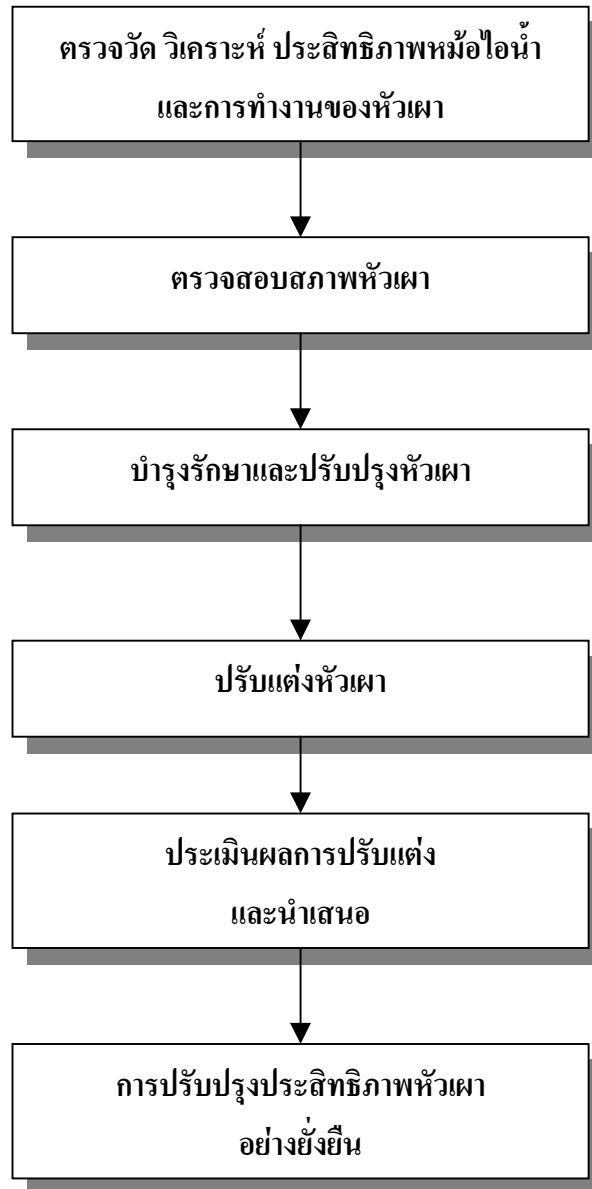 ตรวจวัด วิเคราะห์ ประสิทธิภาพหม้อไอน้ำ
และการทำงานของหัวเผา
ตรวจสอบสภาพหัวเผา
บำรุงรักษาและปรับปรุงหัวเผา
ปรับแต่งหัวเผา
ประเมินผลการปรับแต่ง
และนำเสนอ
การปรับปรุงประสิทธิภาพหัวเผา
อย่างยั่งยืน